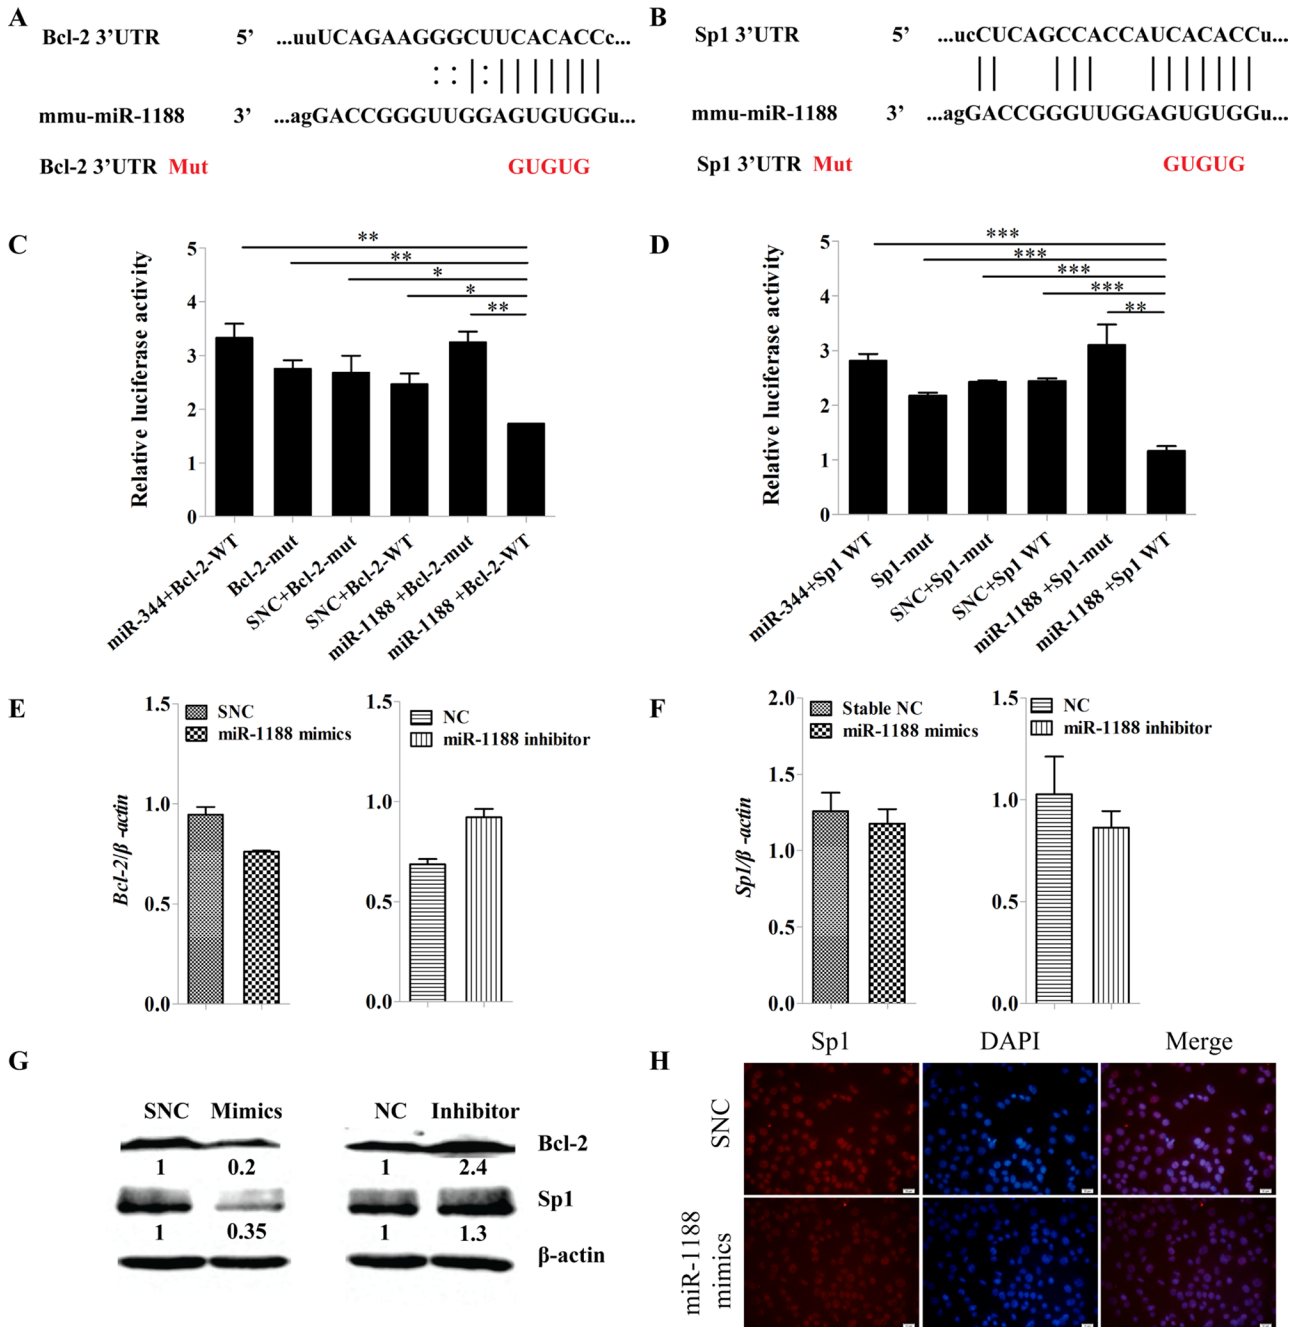 A
Bcl-2 3’UTR 5’ ...uuUCAGAAGGGCUUCACACCc...
mmu-miR-1188 3’ ...agGACCGGGUUGGAGUGUGGu...
Bcl-2 3’UTR Mut GUGUG
B
Sp1 3’UTR 5’ ...ucCUCAGCCACCAUCACACCu...
mmu-miR-1188 3’ ...agGACCGGGUUGGAGUGUGGu...
Sp1 3’UTR Mut GUGUG
C
Relative luciferase activity
5
4
3
2
1
0
**
**
*
*
**
miR-344+Bcl-2-WT
Bcl-2-mut
SNC+Bcl-2-mut
SNC+Bcl-2-WT
miR-1188 +Bcl-2-mut
miR-1188 +Bcl-2-WT
D
Relative luciferase activity
5
4
3
2
1
0
***
***
***
***
**
miR-344+Sp1 WT
Sp1-mut
SNC+Sp1-mut
SNC+Sp1 WT
miR-1188 +Sp1-mut
miR-1188 +Sp1 WT
E
Bcl-2/β -actin
1.5
1.0
0.5
0.0
SNC
miR-1188 mimics
1.5
1.0
0.5
0.0
NC
miR-1188 inhibitor
F
Sp1/β -actin
2.0
1.5
1.0
0.5
0.0
Stable NC
miR-1188 mimics
1.5
1.0
0.5
0.0
NC
miR-1188 inhibitor
G
SNC Mimics NC Inhibitor
Bcl-2
1 0.2 1 2.4
Sp1
1 0.35 1 1.3
β-actin
H
Sp1 DAPI Merge
SNC
miR-1188
mimics